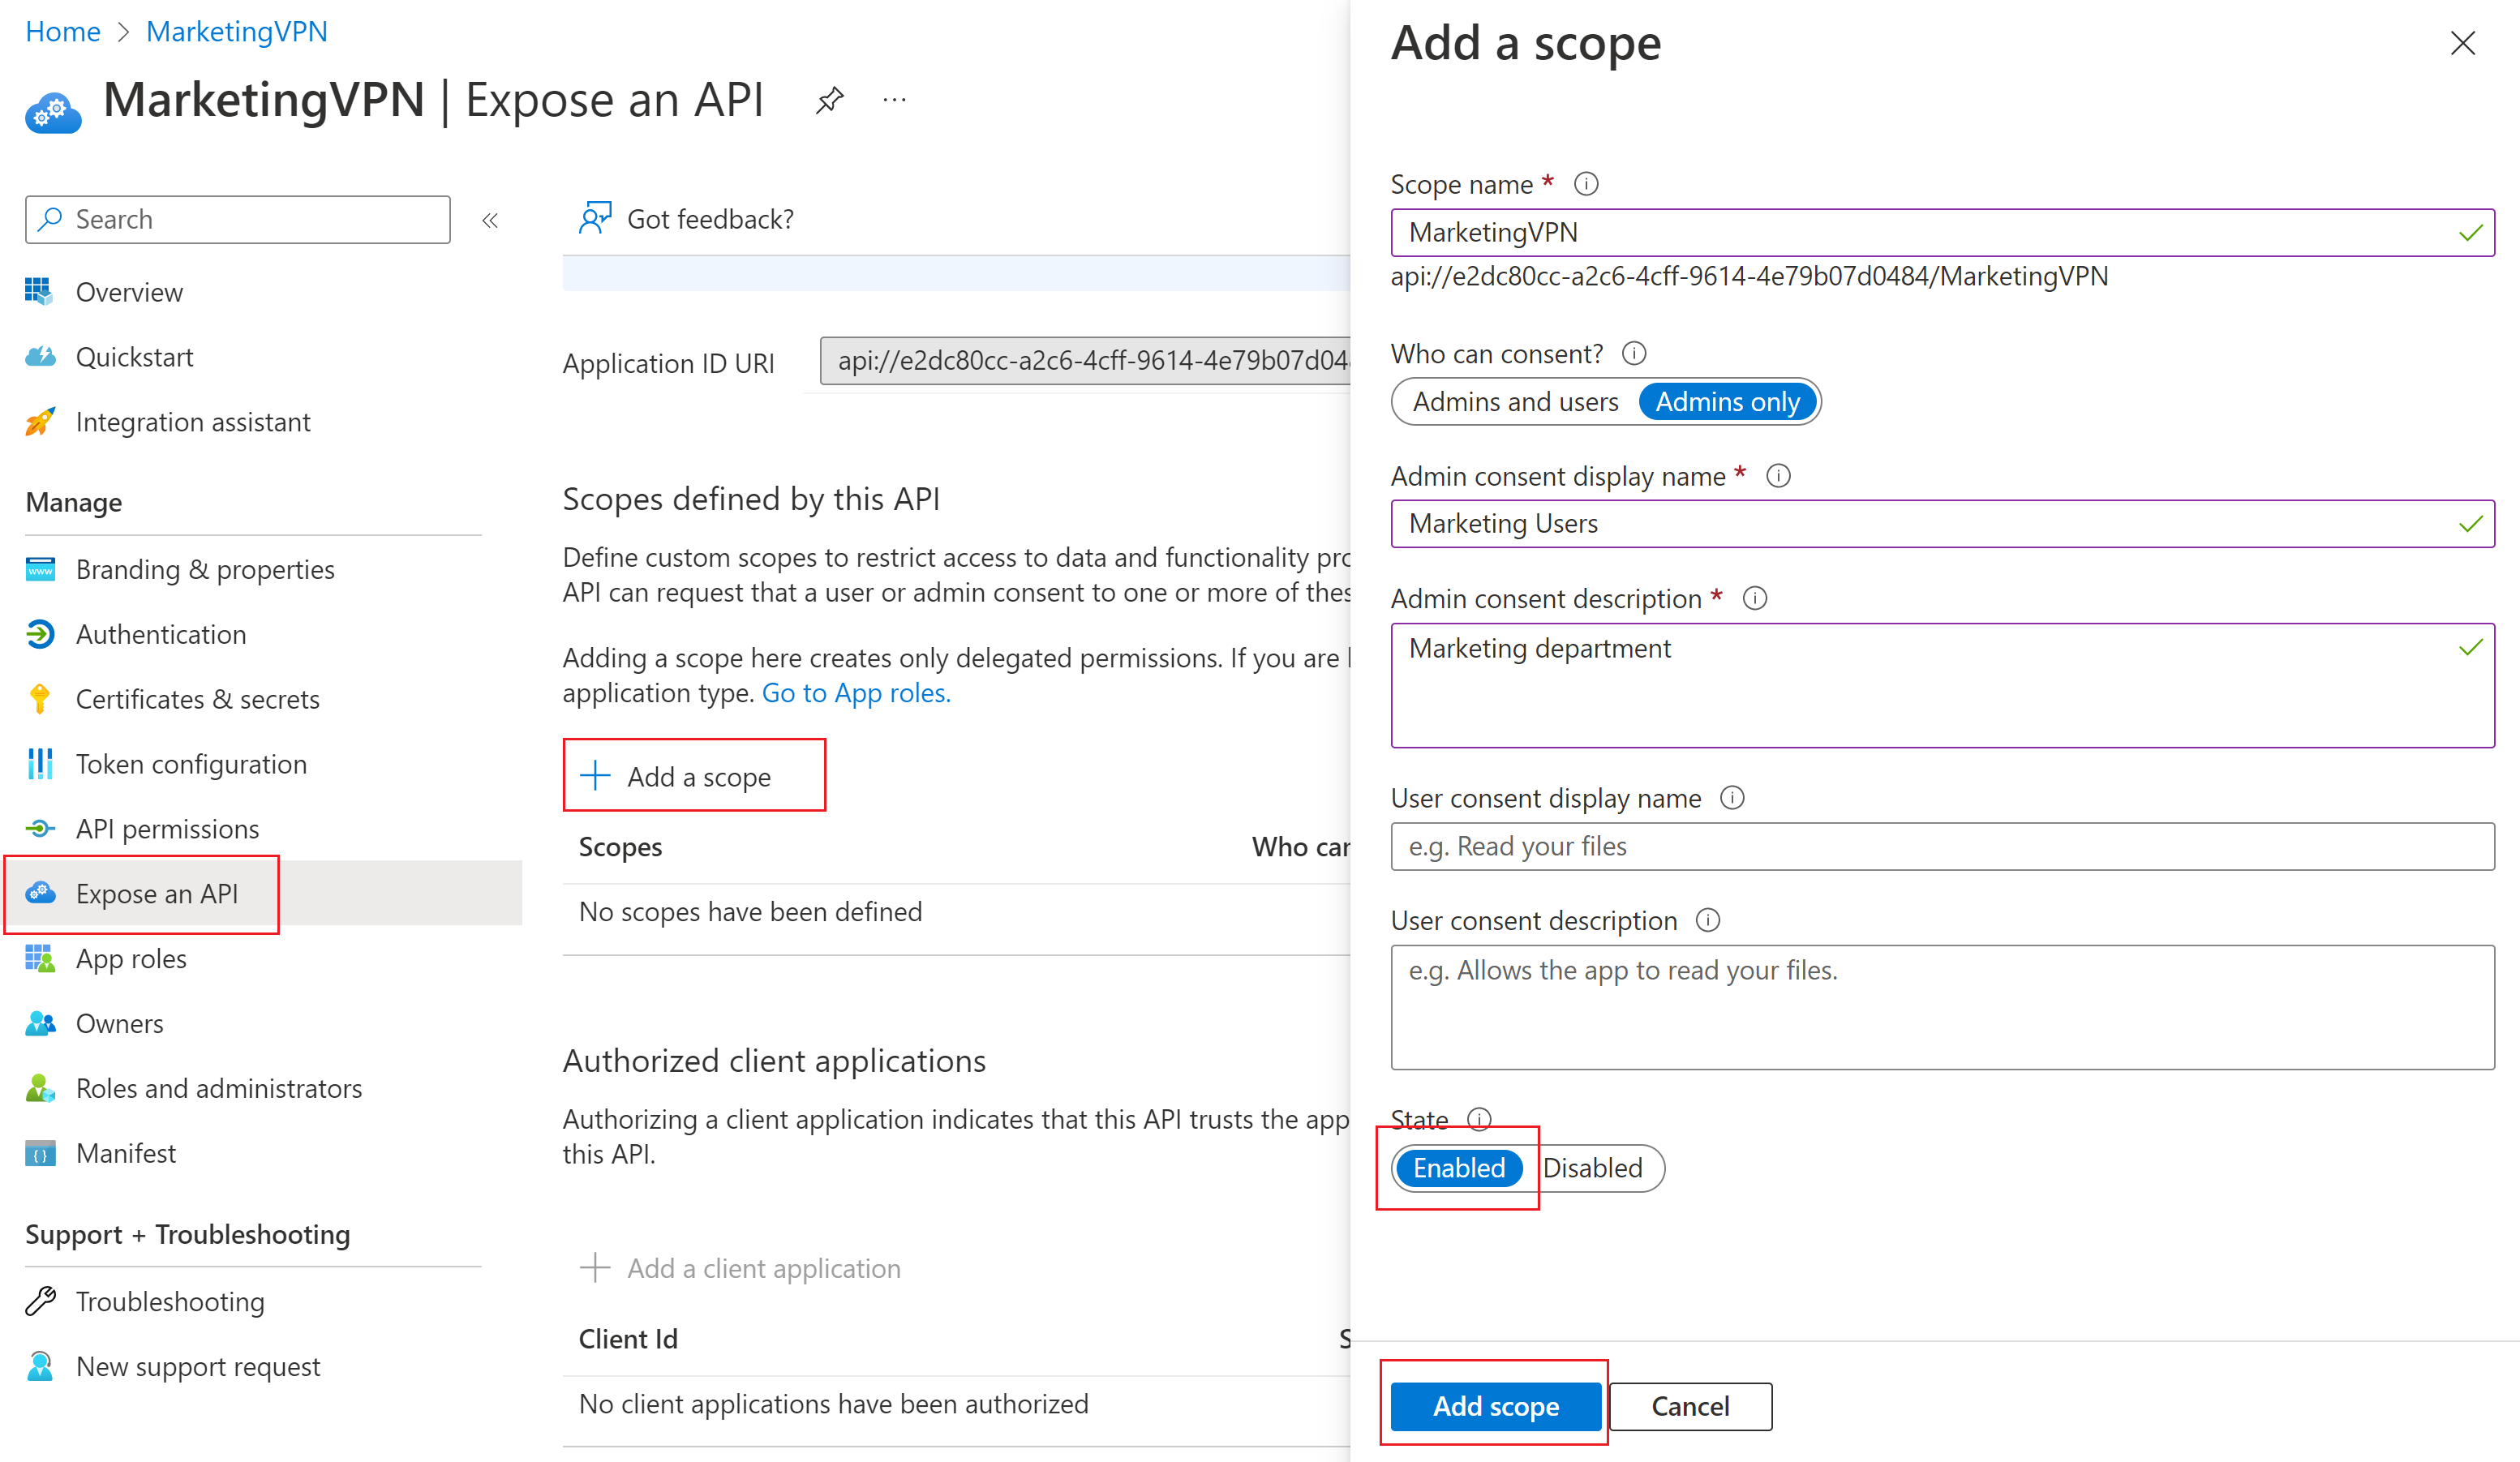 Home > MarketingVPN
MarketingVPN | Expose an API
Search
Overview
Quickstart
Integration assistant
Manage
Branding & properties
Authentication
Certificates & secrets
Token configuration
API permissions
Expose an API
App roles
Owners
Roles and administrators
Manifest
Support + Troubleshooting
Troubleshooting
New support request
Got feedback?
Application ID URI
api://e2dc80cc-a2c6-4cff-9614-4e79b07d04
Scopes defined by this API
Define custom scopes to restrict access to data and functionality pro
API can request that a user or admin consent to one or more of thes
Adding a scope here creates only delegated permissions. If you are
application type. Go to App roles.
Add a scope
Scopes
Who can
No scopes have been defined
Authorized client applications
Authorizing a client application indicates that this API trusts the app
this API.
Add a client application
Client Id
S
No client applications have been authorized
Add a scope
Scope name *
MarketingVPN
api://e2dc80cc-a2c6-4cff-9614-4e79b07d0484/MarketingVPN
Who can consent?
Admins and users
Admins only
Admin consent display name *
Marketing Users
Admin consent description *
Marketing department
User consent display name
e.g. Read your files
User consent description
e.g. Allows the app to read your files.
State
Enabled
Disabled
Add scope
Cancel